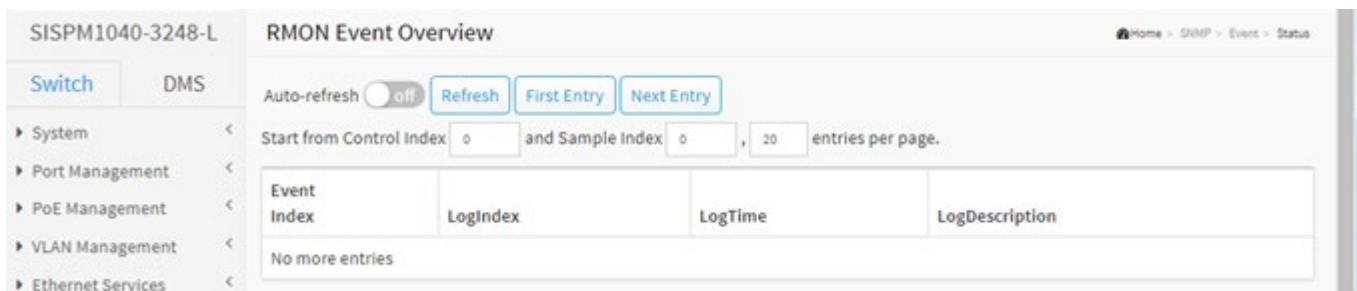 SISPM1040-3248-L
RMON Event Overview
Home > SNMP > Event > Status
Switch
DMS
Auto-refresh off Refresh First Entry Next Entry
Start from Control Index 0 and Sample Index 0 , 20 entries per page.
System
Port Management
PoE Management
VLAN Management
Ethernet Services
Event
Index LogIndex LogTime LogDescription
No more entries